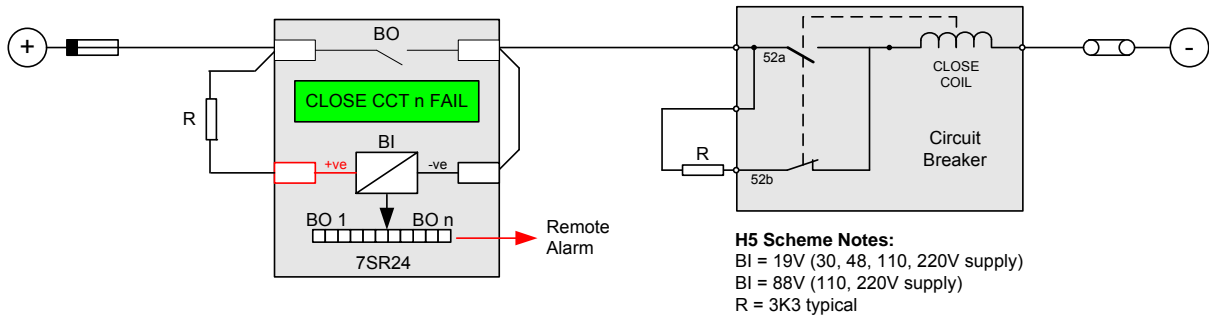 +
BO
CLOSE CCT n FAIL
R
BI
+ve
-ve
BO 1
BO n
7SR24
Remote
Alarm
52a
CLOSE
COIL
R
52b
Circuit
Breaker
-
H5 Scheme Notes:
BI = 19V (30, 48, 110, 220V supply)
BI = 88V (110, 220V supply)
R = 3K3 typical